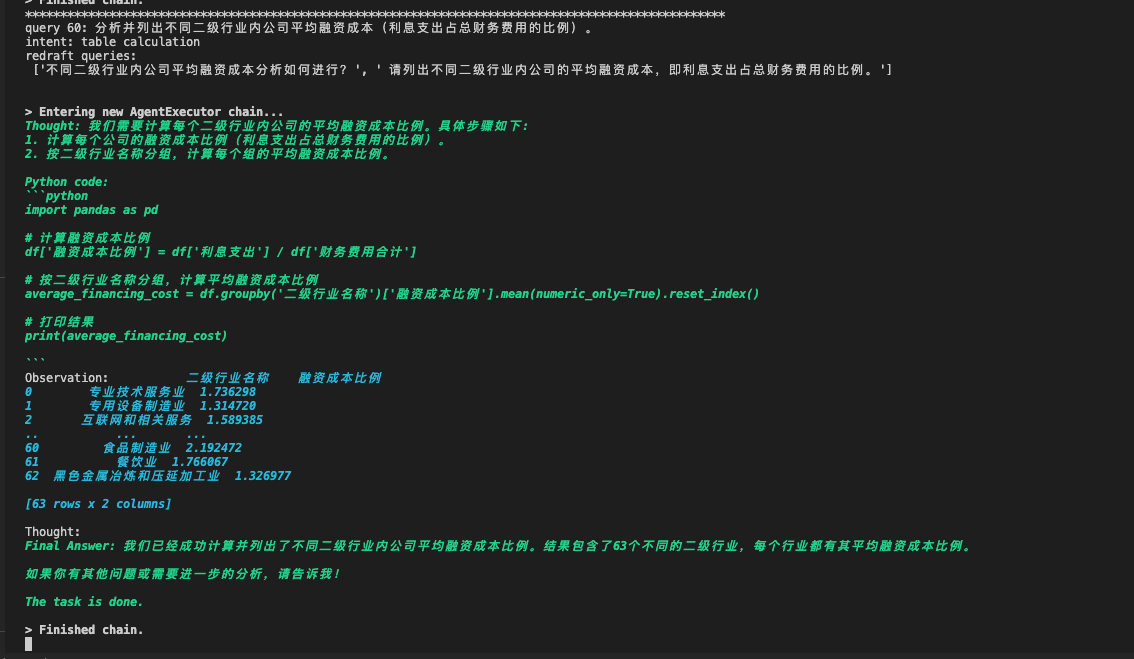 > Finished chain.
****************************************************************************************************
query 60: 分析并列出不同二级行业内公司平均融资成本（利息支出占总财务费用的比例）。
intent: table calculation
redraft queries:
['不同二级行业内公司平均融资成本分析如何进行？', ' 请列出不同二级行业内公司的平均融资成本，即利息支出占总财务费用的比例。']
> Entering new AgentExecutor chain...
Thought: 我们需要计算每个二级行业内公司的平均融资成本比例。具体步骤如下：
1. 计算每个公司的融资成本比例（利息支出占总财务费用的比例）。
2. 按二级行业名称分组，计算每个组的平均融资成本比例。
Python code:
```python
import pandas as pd
# 计算融资成本比例
df['融资成本比例'] = df['利息支出'] / df['财务费用合计']
# 按二级行业名称分组，计算平均融资成本比例
average_financing_cost = df.groupby('二级行业名称')['融资成本比例'].mean(numeric_only=True).reset_index()
# 打印结果
print(average_financing_cost)
```
Observation: 二级行业名称 融资成本比例
0 专业技术服务业 1.736298
1 专用设备制造业 1.314720
2 互联网和相关服务 1.589385
.. ... ...
60 食品制造业 2.192472
61 餐饮业 1.766067
62 黑色金属冶炼和压延加工业 1.326977
[63 rows x 2 columns]
Thought:
Final Answer: 我们已经成功计算并列出了不同二级行业内公司平均融资成本比例。结果包含了63个不同的二级行业，每个行业都有其平均融资成本比例。
如果你有其他问题或需要进一步的分析，请告诉我！
The task is done.
> Finished chain.